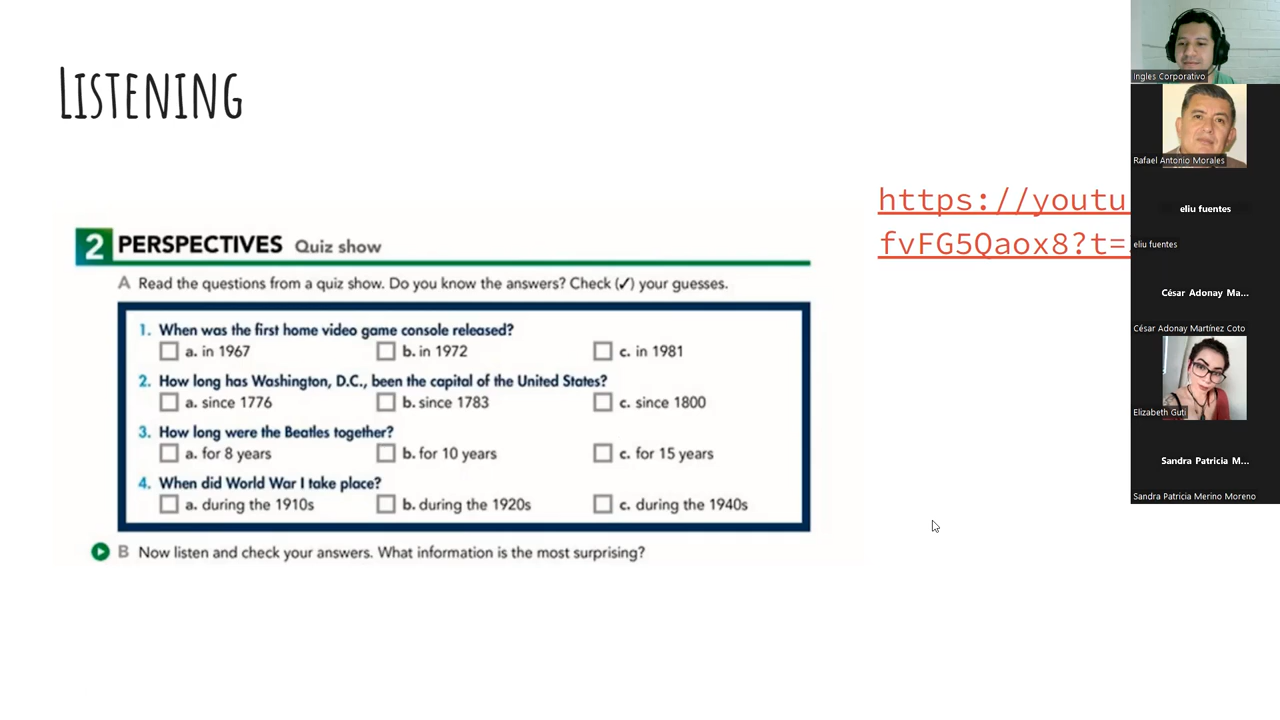 LISTENING
https://youtu
fvFG5Qaox8?t=
2 PERSPECTIVES Quiz show
A Read the questions from a quiz show. Do you know the answers? Check (✓) your guesses.
1. When was the first home video game console released?
a. in 1967 b. in 1972 c. in 1981
2. How long has Washington, D.C., been the capital of the United States?
a. since 1776 b. since 1783 c. since 1800
3. How long were the Beatles together?
a. for 8 years b. for 10 years c. for 15 years
4. When did World War I take place?
a. during the 1910s b. during the 1920s c. during the 1940s
B Now listen and check your answers. What information is the most surprising?
Ingles Corporativo
Rafael Antonio Morales
eliu fuentes
eliu fuentes
César Adonay Ma...
César Adonay Martínez Coto
Elizabeth Guti
Sandra Patricia M...
Sandra Patricia Merino Moreno